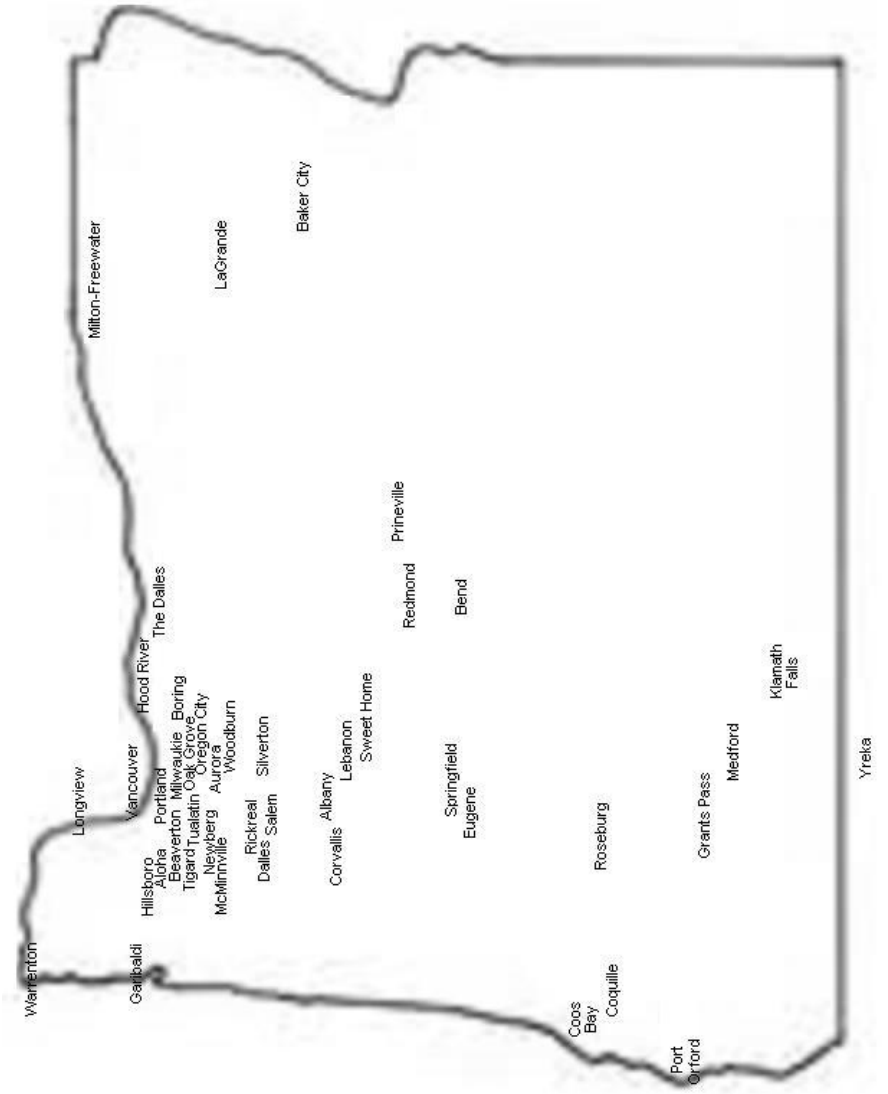 Warrenton
Longview
Milton-Freewater
Garibaldi
Vancouver
Hood River
The Dalles
Hillsboro
Aloha
Portland
Beaverton
Milwaukie
Boring
Tigard
Tualatin
Oak Grove
Oregon City
Newberg
Aurora
McMinnville
Woodburn
LaGrande
Rickreal
Silverton
Dalles
Salem
Baker City
Albany
Corvallis
Lebanon
Sweet Home
Prineville
Redmond
Bend
Springfield
Eugene
Coos
Bay
Roseburg
Coquille
Port
Orford
Grants Pass
Medford
Klamath
Falls
Yreka